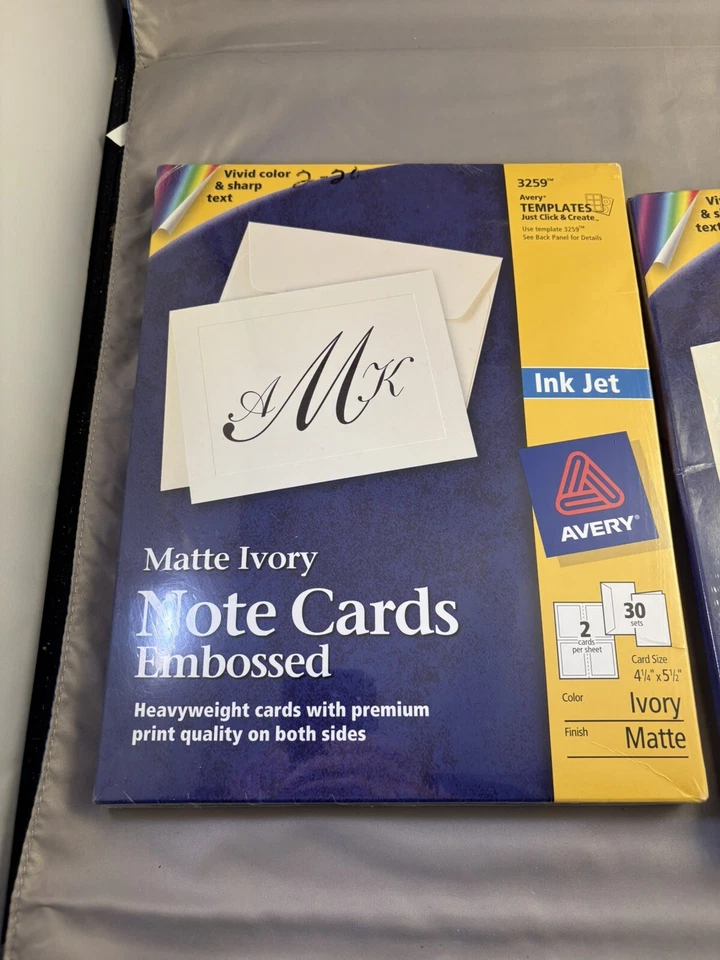 Vivid color
& sharp
text
3259™
Avery®
TEMPLATES
Just Click & Create™
Use template 3259™
See Back Panel for Details
AMK
Ink Jet
AVERY®
Matte Ivory
Note Cards
Embossed
Heavyweight cards with premium
print quality on both sides
2
cards
per sheet
30
sets
Card Size
4¼" x 5½"
Color
Ivory
Finish
Matte
Vi
& s
text